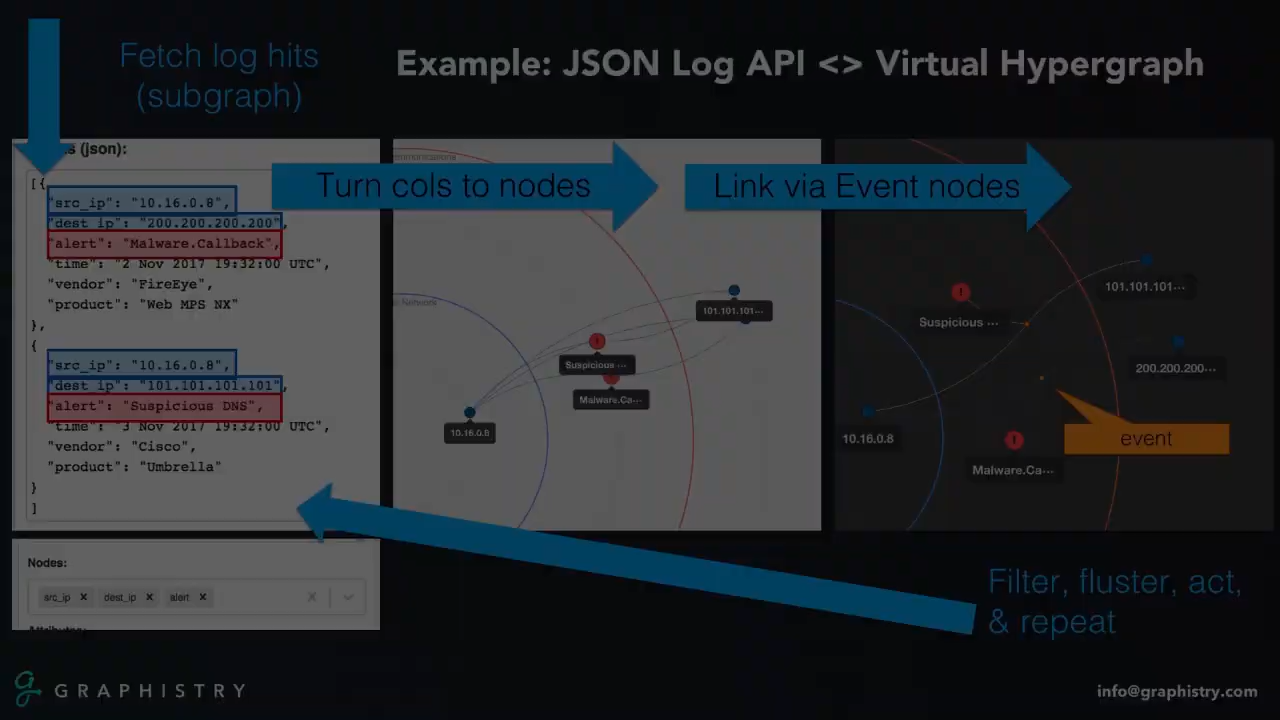 Fetch log hits
(subgraph)
Example: JSON Log API <> Virtual Hypergraph
(json):
[{
"src_ip": "10.16.0.8",
"dest_ip": "200.200.200.200",
"alert": "Malware.Callback",
"time": "2 Nov 2017 19:32:00 UTC",
"vendor": "FireEye",
"product": "Web MPS NX"
},
{
"src_ip": "10.16.0.8",
"dest_ip": "101.101.101.101",
"alert": "Suspicious DNS",
"time": "3 Nov 2017 19:32:00 UTC",
"vendor": "Cisco",
"product": "Umbrella"
}
]
Nodes:
src_ip x dest_ip x alert x
Turn cols to nodes
Network
101.101.101...
Suspicious ...
Malware.Ca...
10.16.0.8
Link via Event nodes
101.101.101...
Suspicious ...
200.200.200...
10.16.0.8
event
Malware.Ca...
Filter, fluster, act,
& repeat
GRAPHISTRY
info@graphistry.com